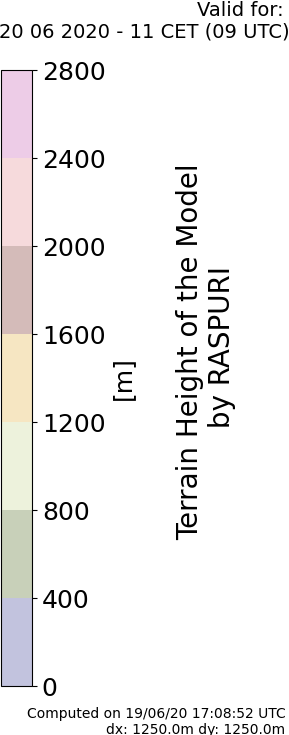 Valid for:
20 06 2020 - 11 CET (09 UTC)
2800
2400
2000
1600
1200
800
400
0
[m]
Terrain Height of the Model
by RASPURI
Computed on 19/06/20 17:08:52 UTC
dx: 1250.0m dy: 1250.0m